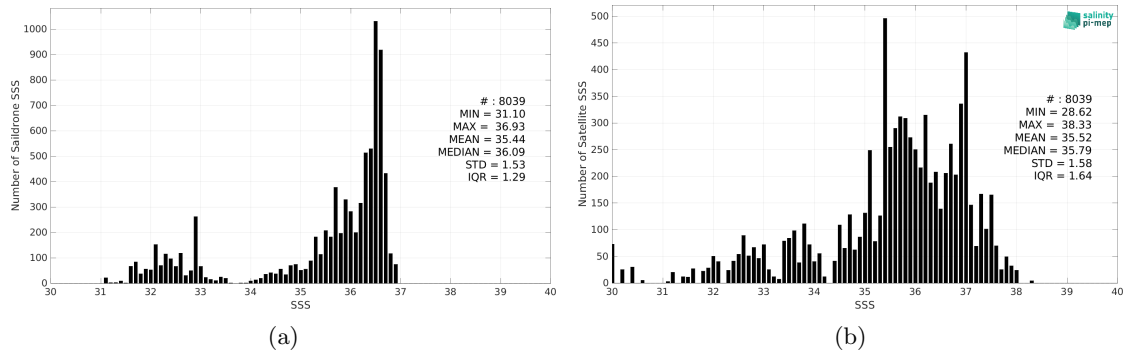 Number of Saildrone SSS
1000
900
800
700
600
500
400
300
200
100
0
# : 8039
MIN = 31.10
MAX = 36.93
MEAN = 35.44
MEDIAN = 36.09
STD = 1.53
IQR = 1.29
30 31 32 33 34 35 36 37 38 39 40
SSS
(a)
Number of Satellite SSS
500
450
400
350
300
250
200
150
100
50
0
salinity
pi-mep
# : 8039
MIN = 28.62
MAX = 38.33
MEAN = 35.52
MEDIAN = 35.79
STD = 1.58
IQR = 1.64
30 31 32 33 34 35 36 37 38 39 40
SSS
(b)